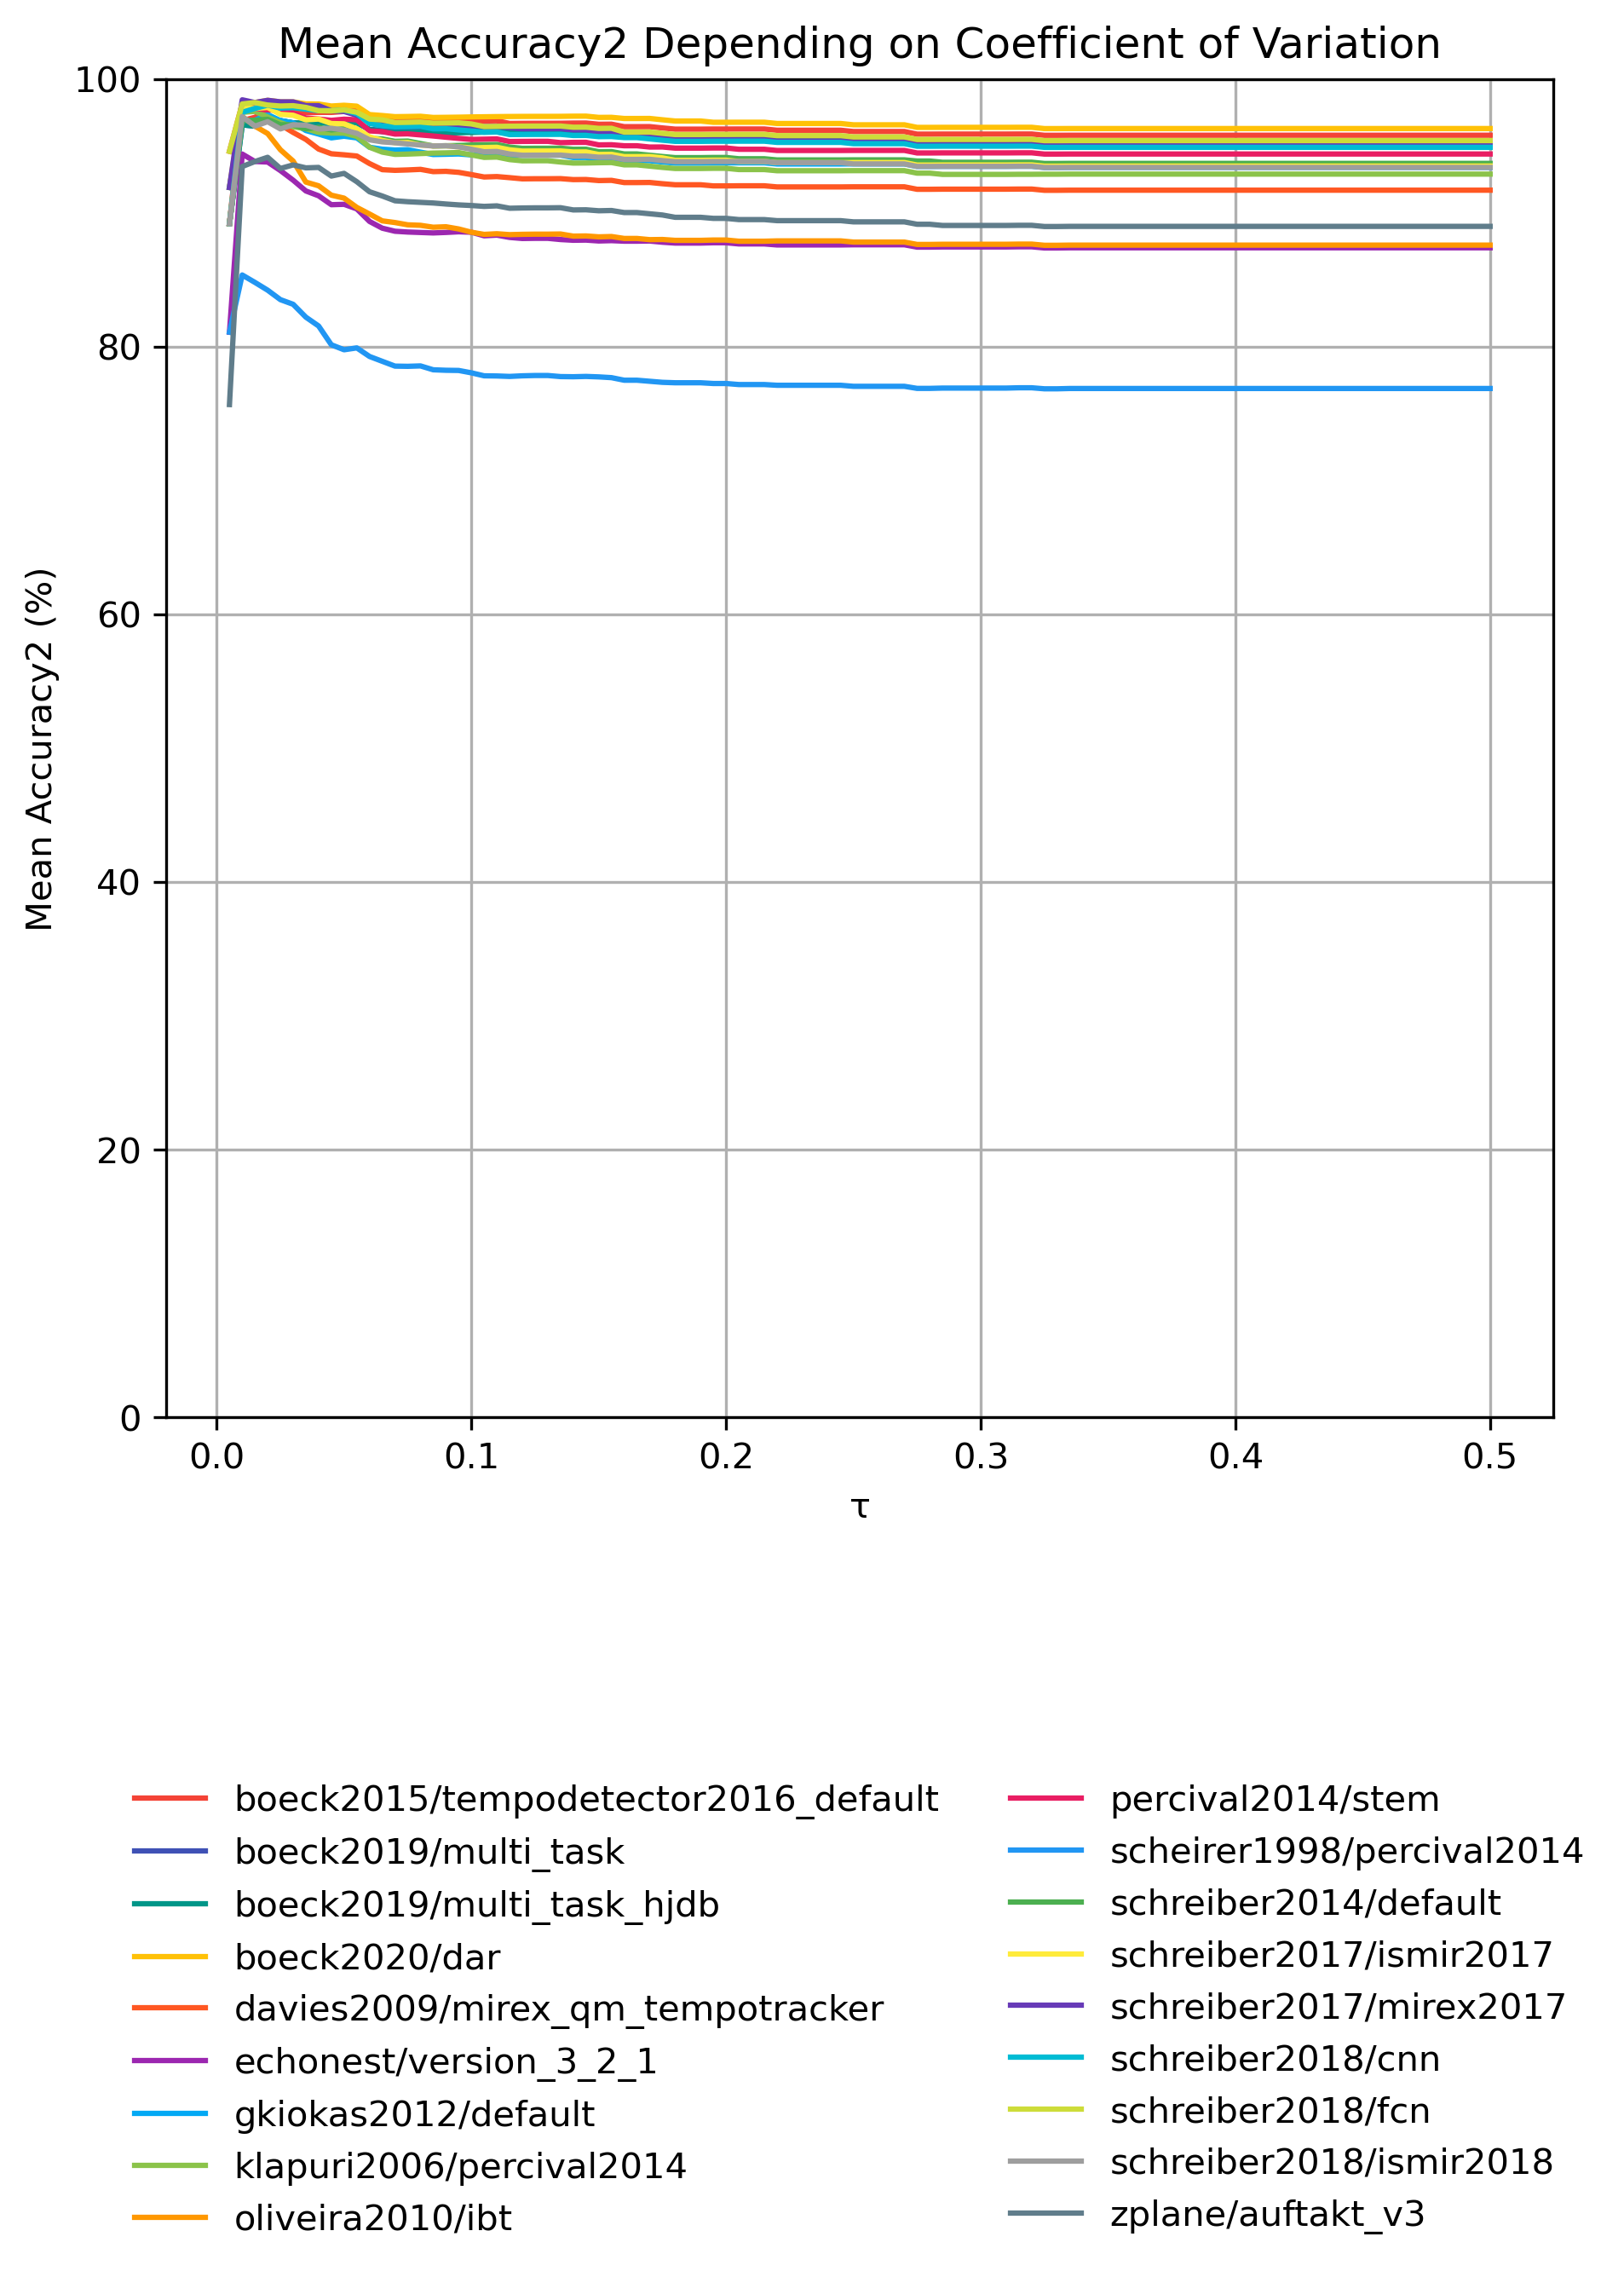 Mean Accuracy2 Depending on Coefficient of Variation
100
80
60
40
20
0
Mean Accuracy2 (%)
0.0 0.1 0.2 0.3 0.4 0.5
τ
boeck2015/tempodetector2016_default
boeck2019/multi_task
boeck2019/multi_task_hjdb
boeck2020/dar
davies2009/mirex_qm_tempotracker
echonest/version_3_2_1
gkiokas2012/default
klapuri2006/percival2014
oliveira2010/ibt
percival2014/stem
scheirer1998/percival2014
schreiber2014/default
schreiber2017/ismir2017
schreiber2017/mirex2017
schreiber2018/cnn
schreiber2018/fcn
schreiber2018/ismir2018
zplane/auftakt_v3